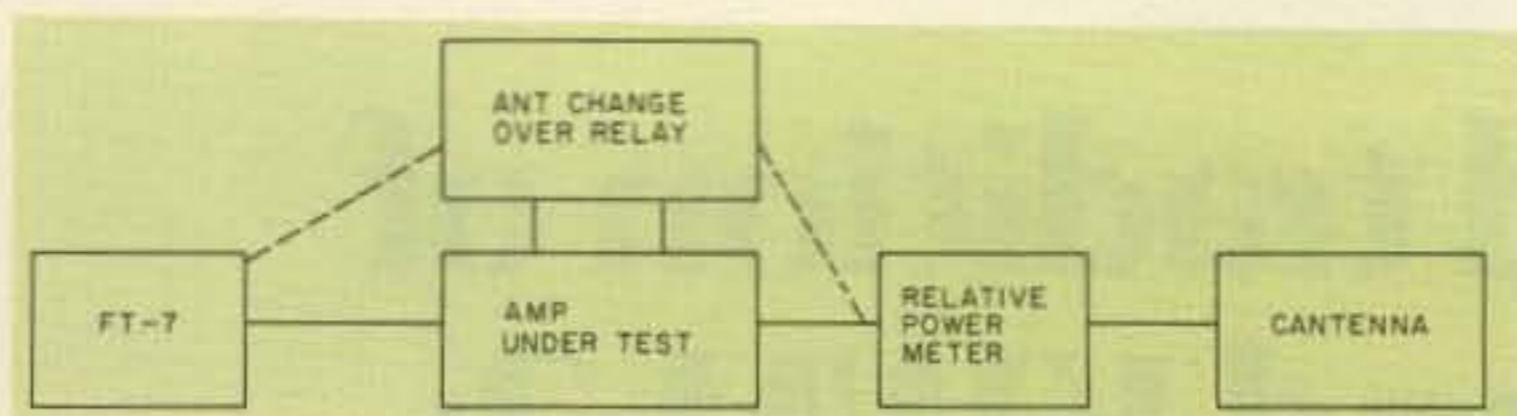 ANT CHANGE
OVER RELAY
FT-7
AMP
UNDER TEST
RELATIVE
POWER
METER
CANTENNA